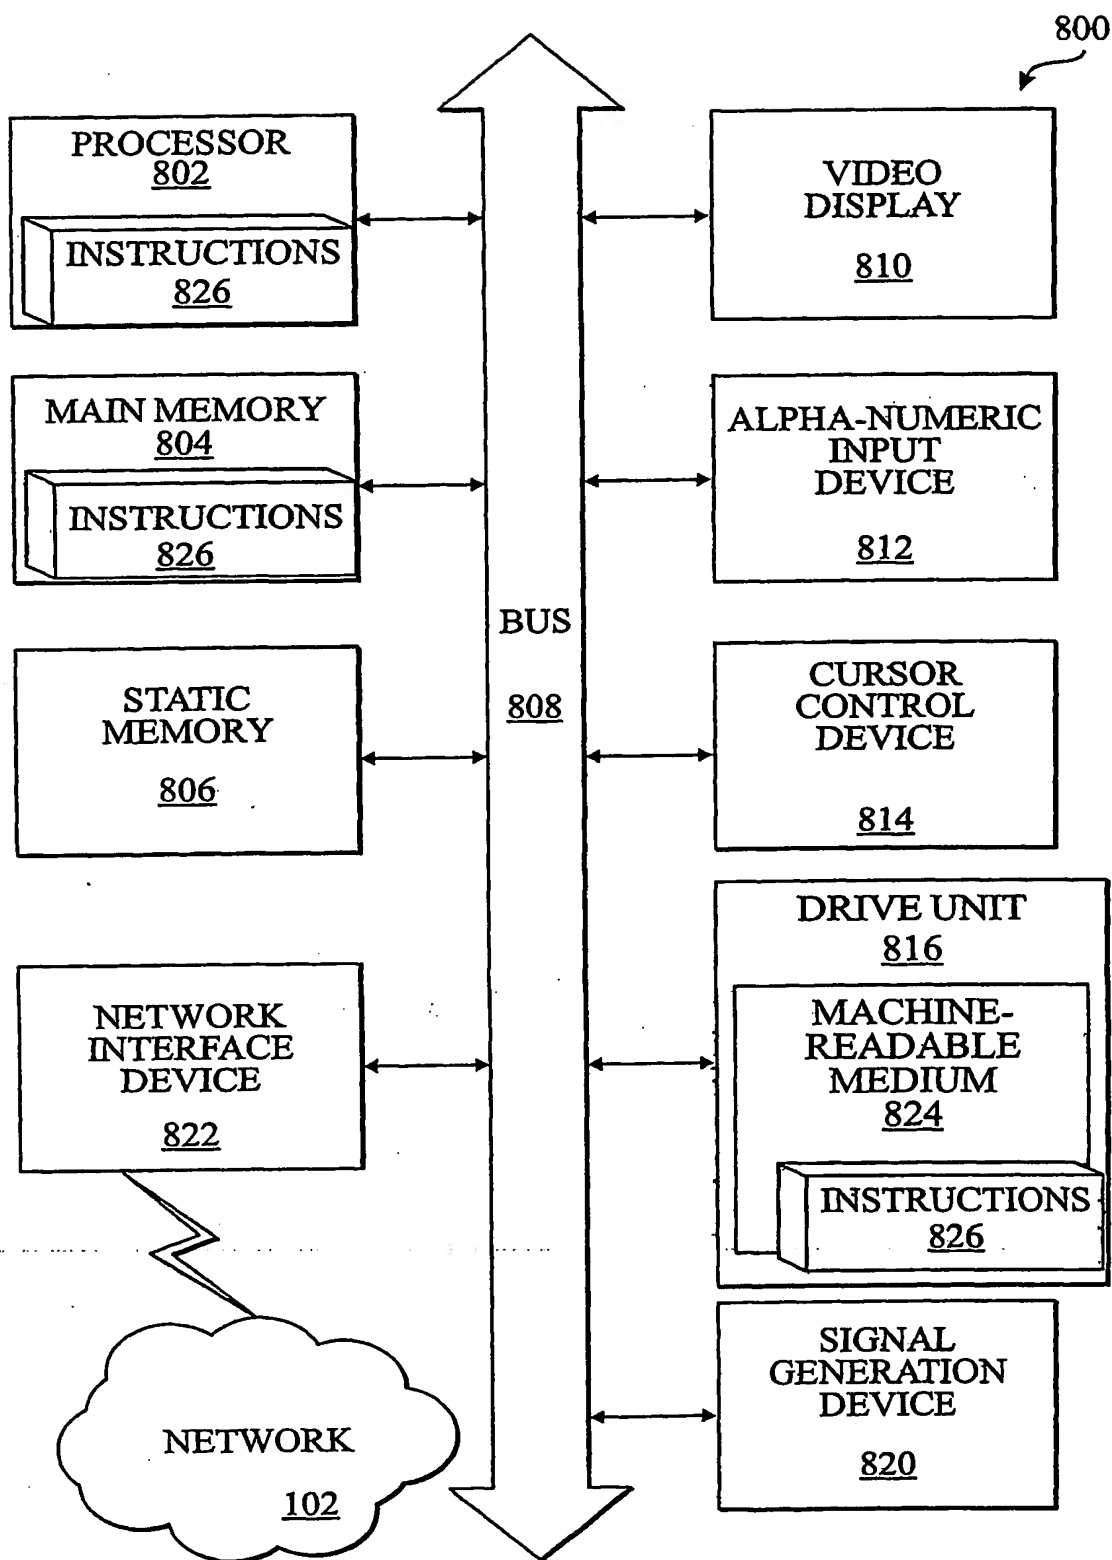 800
PROCESSOR
802
INSTRUCTIONS
826
MAIN MEMORY
804
INSTRUCTIONS
826
STATIC
MEMORY
806
NETWORK
INTERFACE
DEVICE
822
NETWORK
102
BUS
808
VIDEO
DISPLAY
810
ALPHA-NUMERIC
INPUT
DEVICE
812
CURSOR
CONTROL
DEVICE
814
DRIVE UNIT
816
MACHINE-
READABLE
MEDIUM
824
INSTRUCTIONS
826
SIGNAL
GENERATION
DEVICE
820